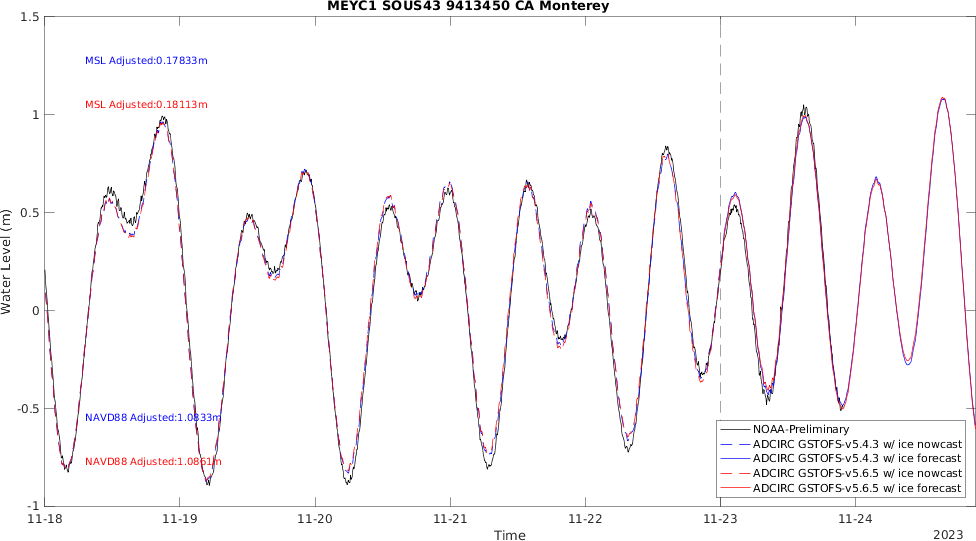 MEYC1 SOUS43 9413450 CA Monterey
1.5
1
0.5
0
-0.5
-1
Water Level (m)
MSL Adjusted:0.17833m
MSL Adjusted:0.18113m
NAVD88 Adjusted:1.0833m
NAVD88 Adjusted:1.0861m
NOAA-Preliminary
ADCIRC GSTOFS-v5.4.3 w/ ice nowcast
ADCIRC GSTOFS-v5.4.3 w/ ice forecast
ADCIRC GSTOFS-v5.6.5 w/ ice nowcast
ADCIRC GSTOFS-v5.6.5 w/ ice forecast
11-18 11-19 11-20 11-21 11-22 11-23 11-24
Time
2023